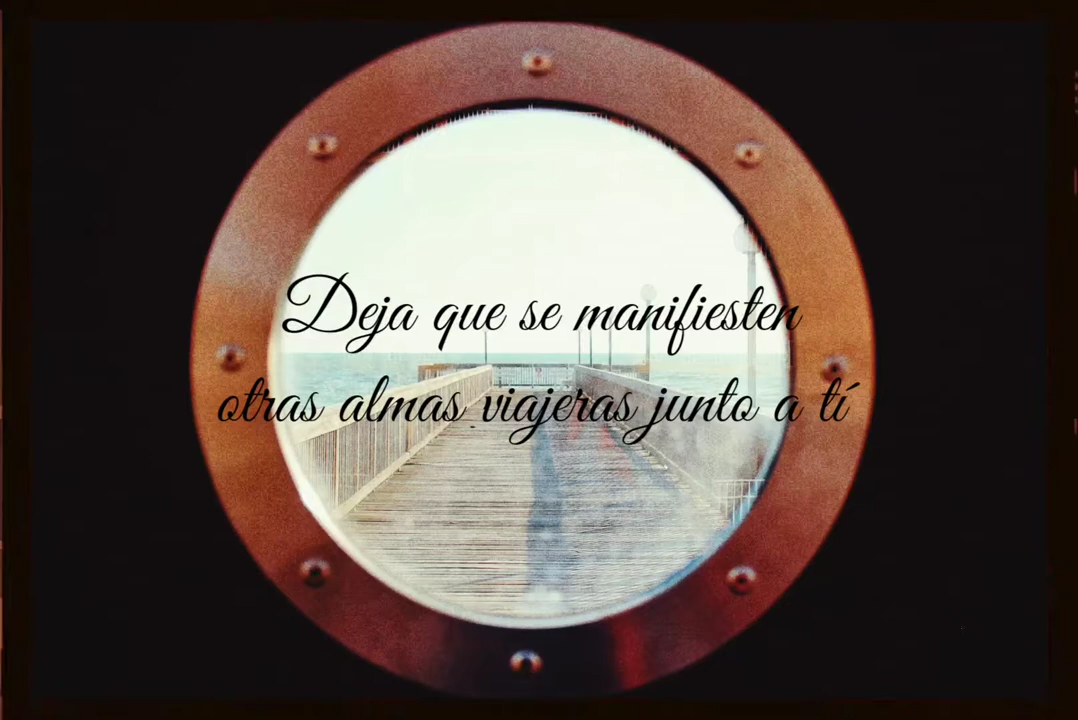 Deja que se manifiesten
otras almas viajeras junto a tí